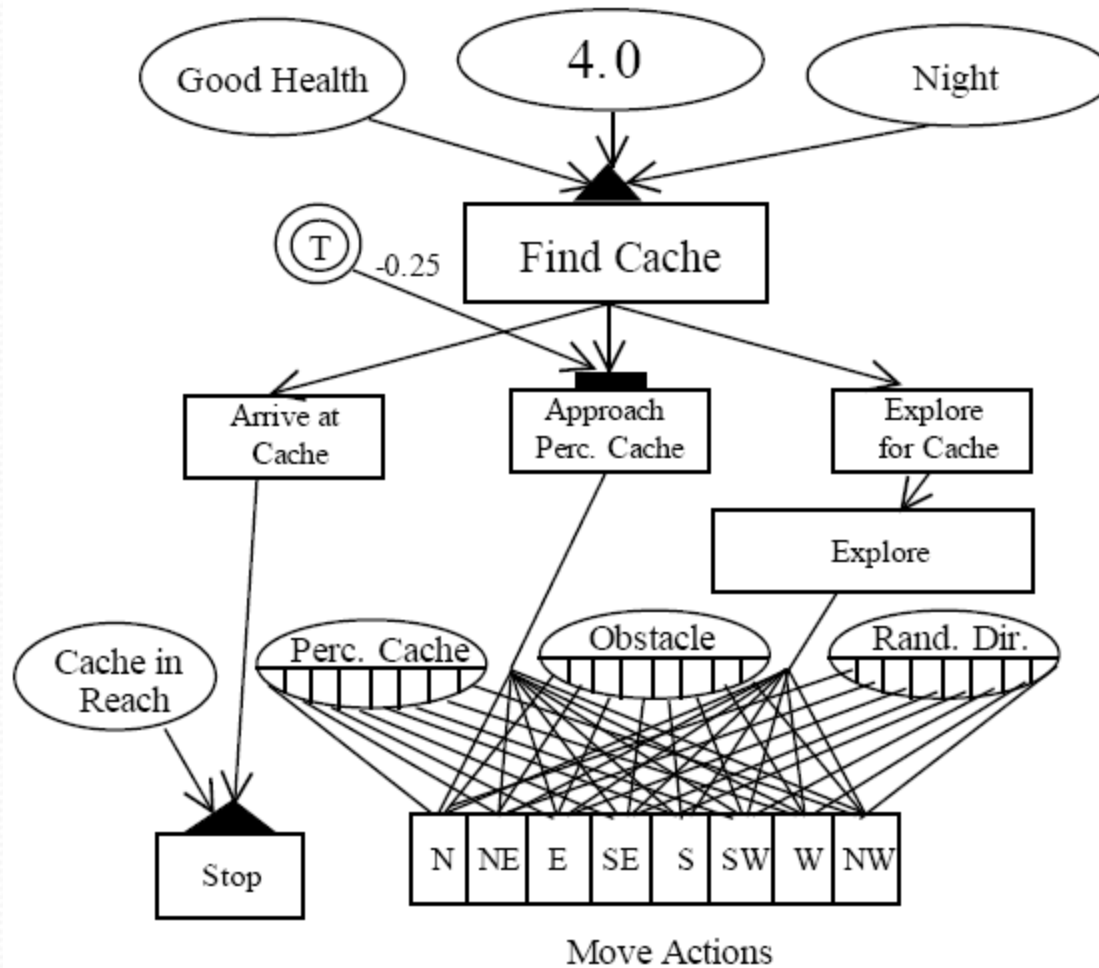 Good Health
4.0
Night
T
-0.25
Find Cache
Arrive at
Cache
Approach
Perc. Cache
Explore
for Cache
Explore
Cache in
Reach
Perc. Cache
Obstacle
Rand. Dir.
Stop
N NE E SE S SW W NW
Move Actions